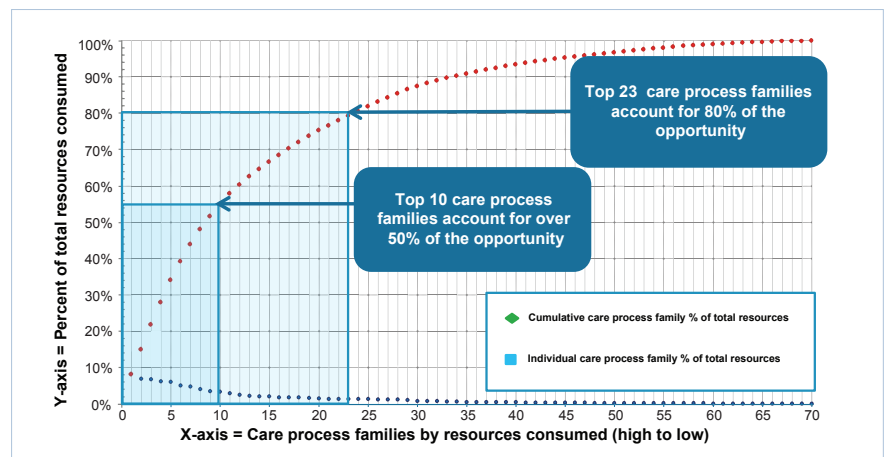 100%
90%
80%
70%
60%
50%
40%
30%
20%
10%
0%
Y-axis = Percent of total resources consumed
Top 23 care process families
account for 80% of the
opportunity
Top 10 care process
families account for over
50% of the opportunity
Cumulative care process family % of total resources
Individual care process family % of total resources
0 5 10 15 20 25 30 35 40 45 50 55 60 65 70
X-axis = Care process families by resources consumed (high to low)